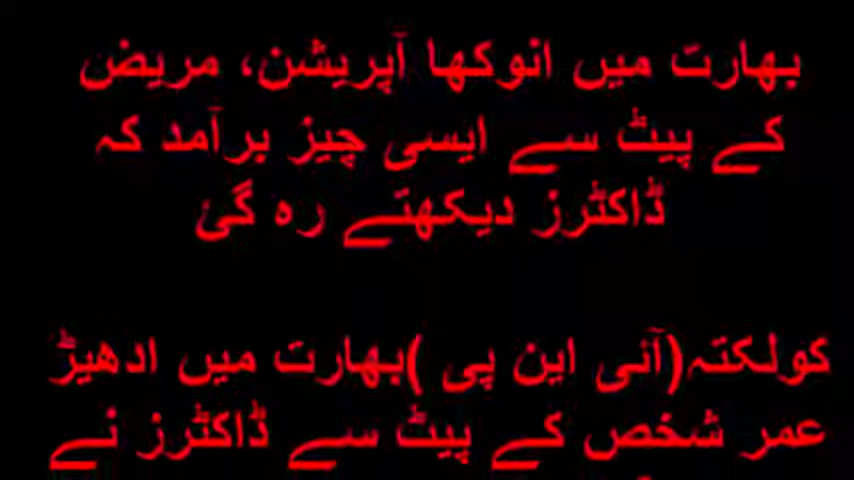 بھارت میں انوکھا آپریشن، مریض
کے پیٹ سے ایسی چیز برآمد کہ
ڈاکٹرز دیکھتے رہ گئ
کولکتہ(آئی این پی )بھارت میں ادھیڑ
عمر شخص کے پیٹ سے ڈاکٹرز نے